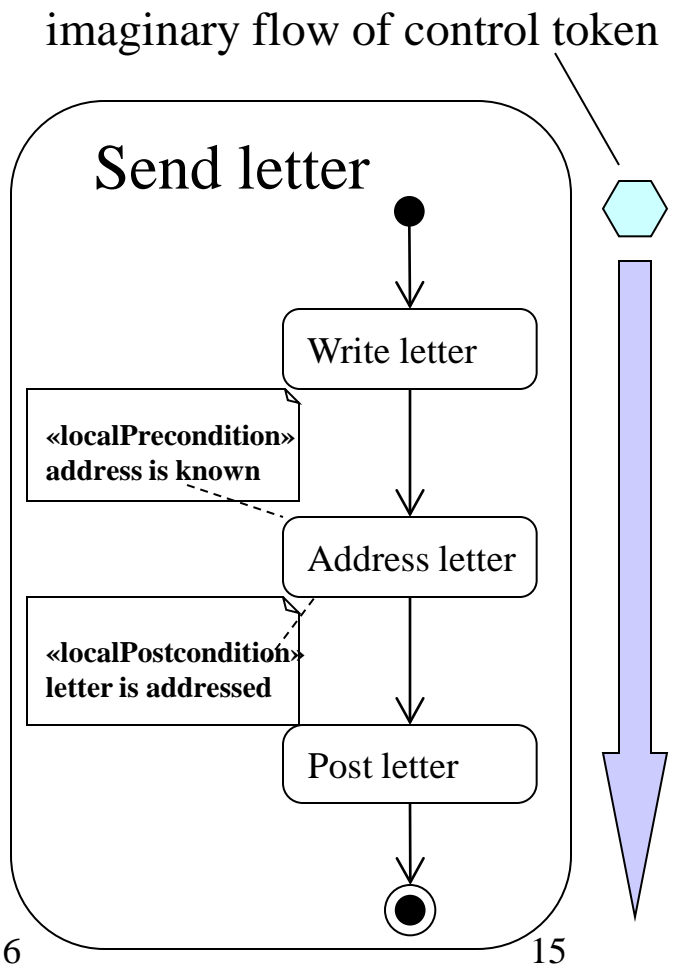 imaginary flow of control token
Send letter
Write letter
«localPrecondition»
address is known
Address letter
«localPostcondition»
letter is addressed
Post letter
6
15